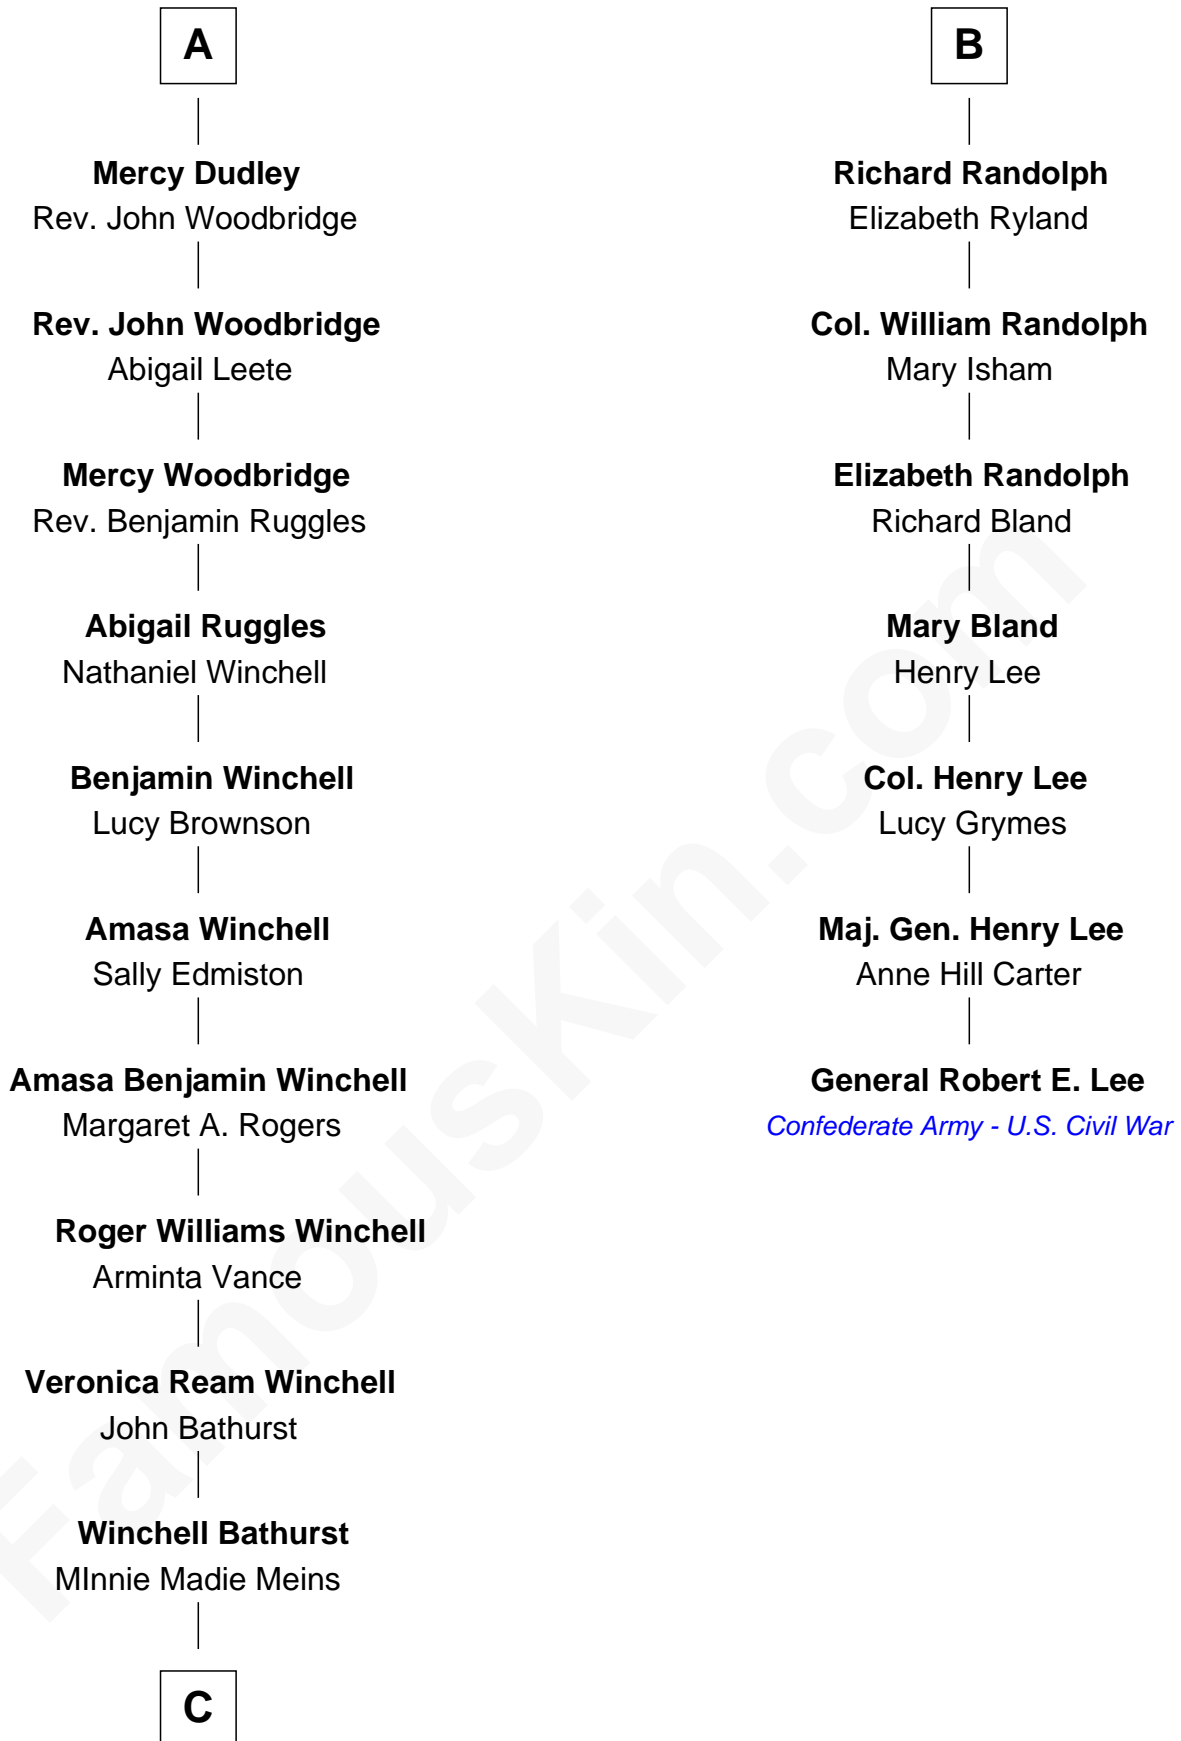 A
Mercy Dudley
Rev. John Woodbridge
Rev. John Woodbridge
Abigail Leete
Mercy Woodbridge
Rev. Benjamin Ruggles
Abigail Ruggles
Nathaniel Winchell
Benjamin Winchell
Lucy Brownson
Amasa Winchell
Sally Edmiston
Amasa Benjamin Winchell
Margaret A. Rogers
Roger Williams Winchell
Arminta Vance
Veronica Ream Winchell
John Bathurst
Winchell Bathurst
MInnie Madie Meins
C
B
Richard Randolph
Elizabeth Ryland
Col. William Randolph
Mary Isham
Elizabeth Randolph
Richard Bland
Mary Bland
Henry Lee
Col. Henry Lee
Lucy Grymes
Maj. Gen. Henry Lee
Anne Hill Carter
General Robert E. Lee
Confederate Army - U.S. Civil War
FamousKin.com